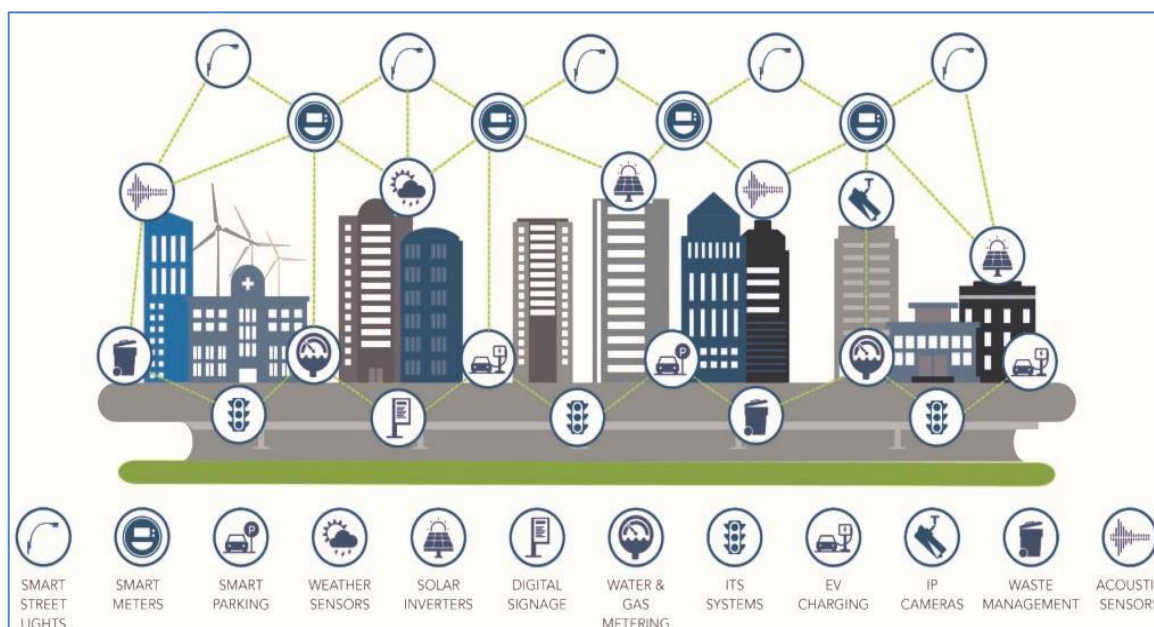 SMART
STREET
LIGHTS
SMART
METERS
SMART
PARKING
WEATHER
SENSORS
SOLAR
INVERTERS
DIGITAL
SIGNAGE
WATER &
GAS
METERING
ITS
SYSTEMS
EV
CHARGING
IP
CAMERAS
WASTE
MANAGEMENT
ACOUSTI
SENSORS